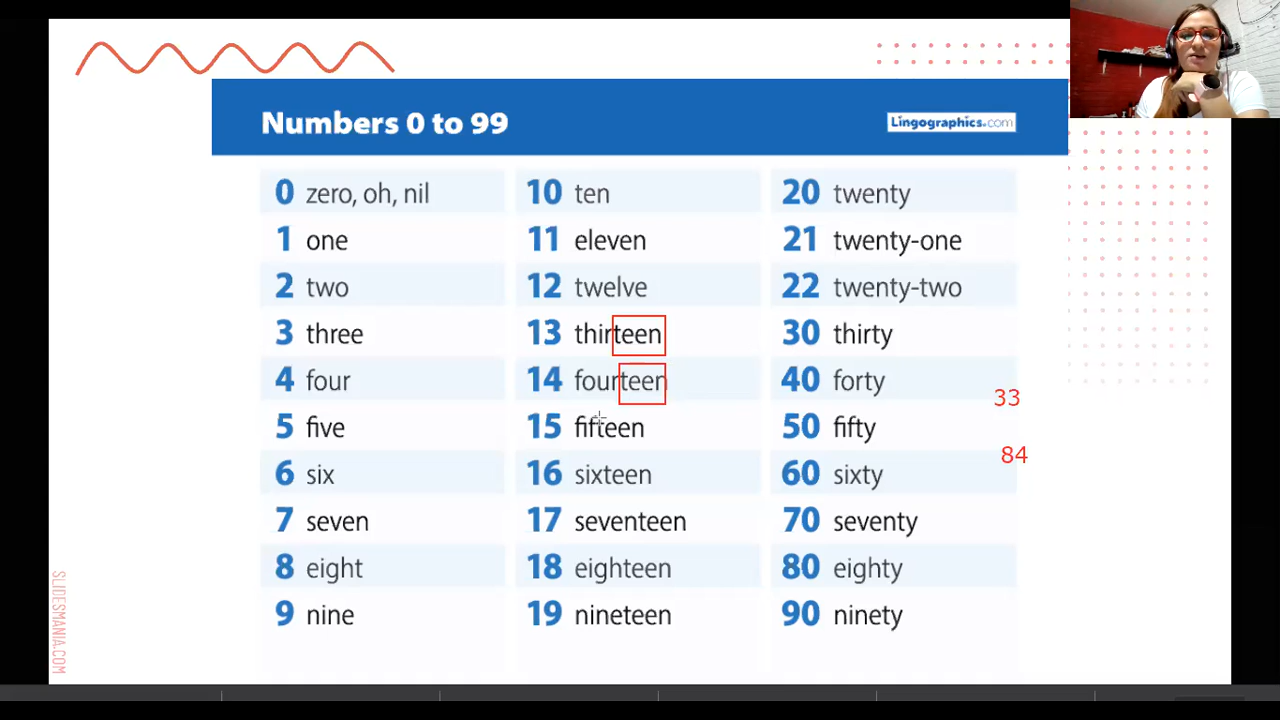 Numbers 0 to 99
Lingographics.com
0 zero, oh, nil
1 one
2 two
3 three
4 four
5 five
6 six
7 seven
8 eight
9 nine
10 ten
11 eleven
12 twelve
13 thirteen
14 fourteen
15 fifteen
16 sixteen
17 seventeen
18 eighteen
19 nineteen
20 twenty
21 twenty-one
22 twenty-two
30 thirty
40 forty
50 fifty
60 sixty
70 seventy
80 eighty
90 ninety
33
84
SLIDESMANIA.COM